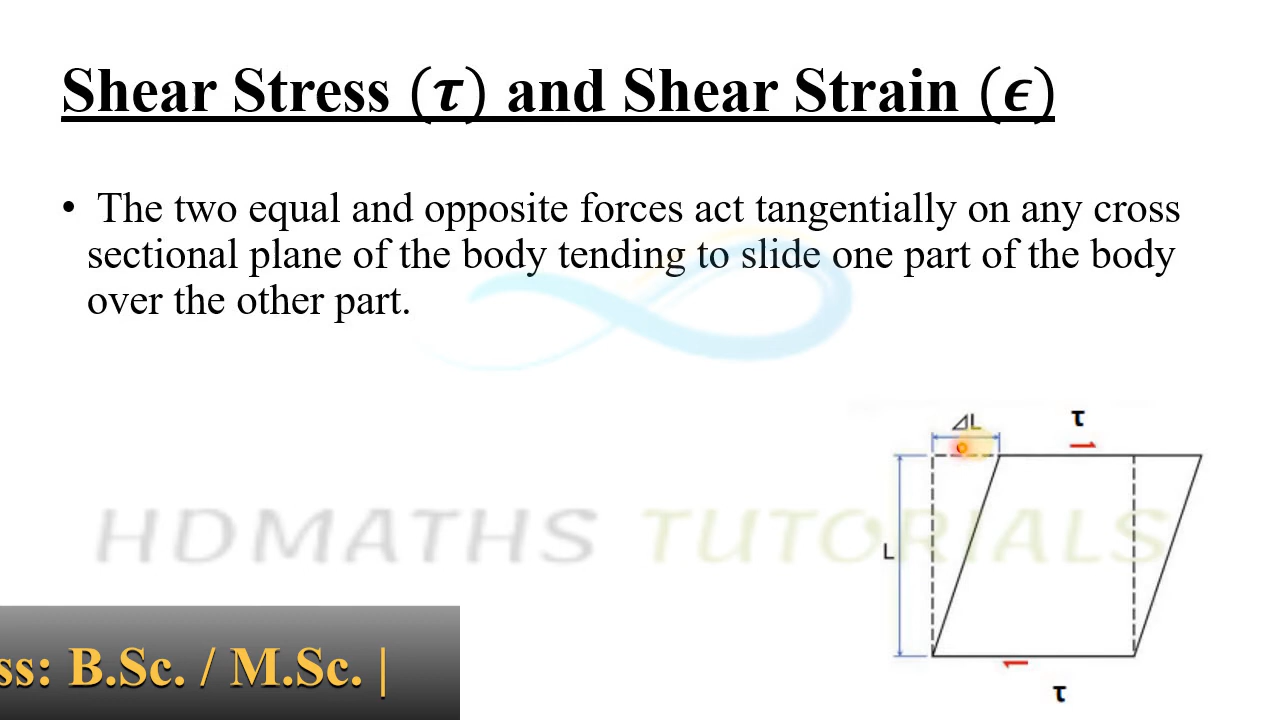 Shear Stress (τ) and Shear Strain (ϵ)
• The two equal and opposite forces act tangentially on any cross
sectional plane of the body tending to slide one part of the body
over the other part.
ΔL
τ
L
HDMATHS TUTORIALS
ss: B.Sc. / M.Sc. |
τ